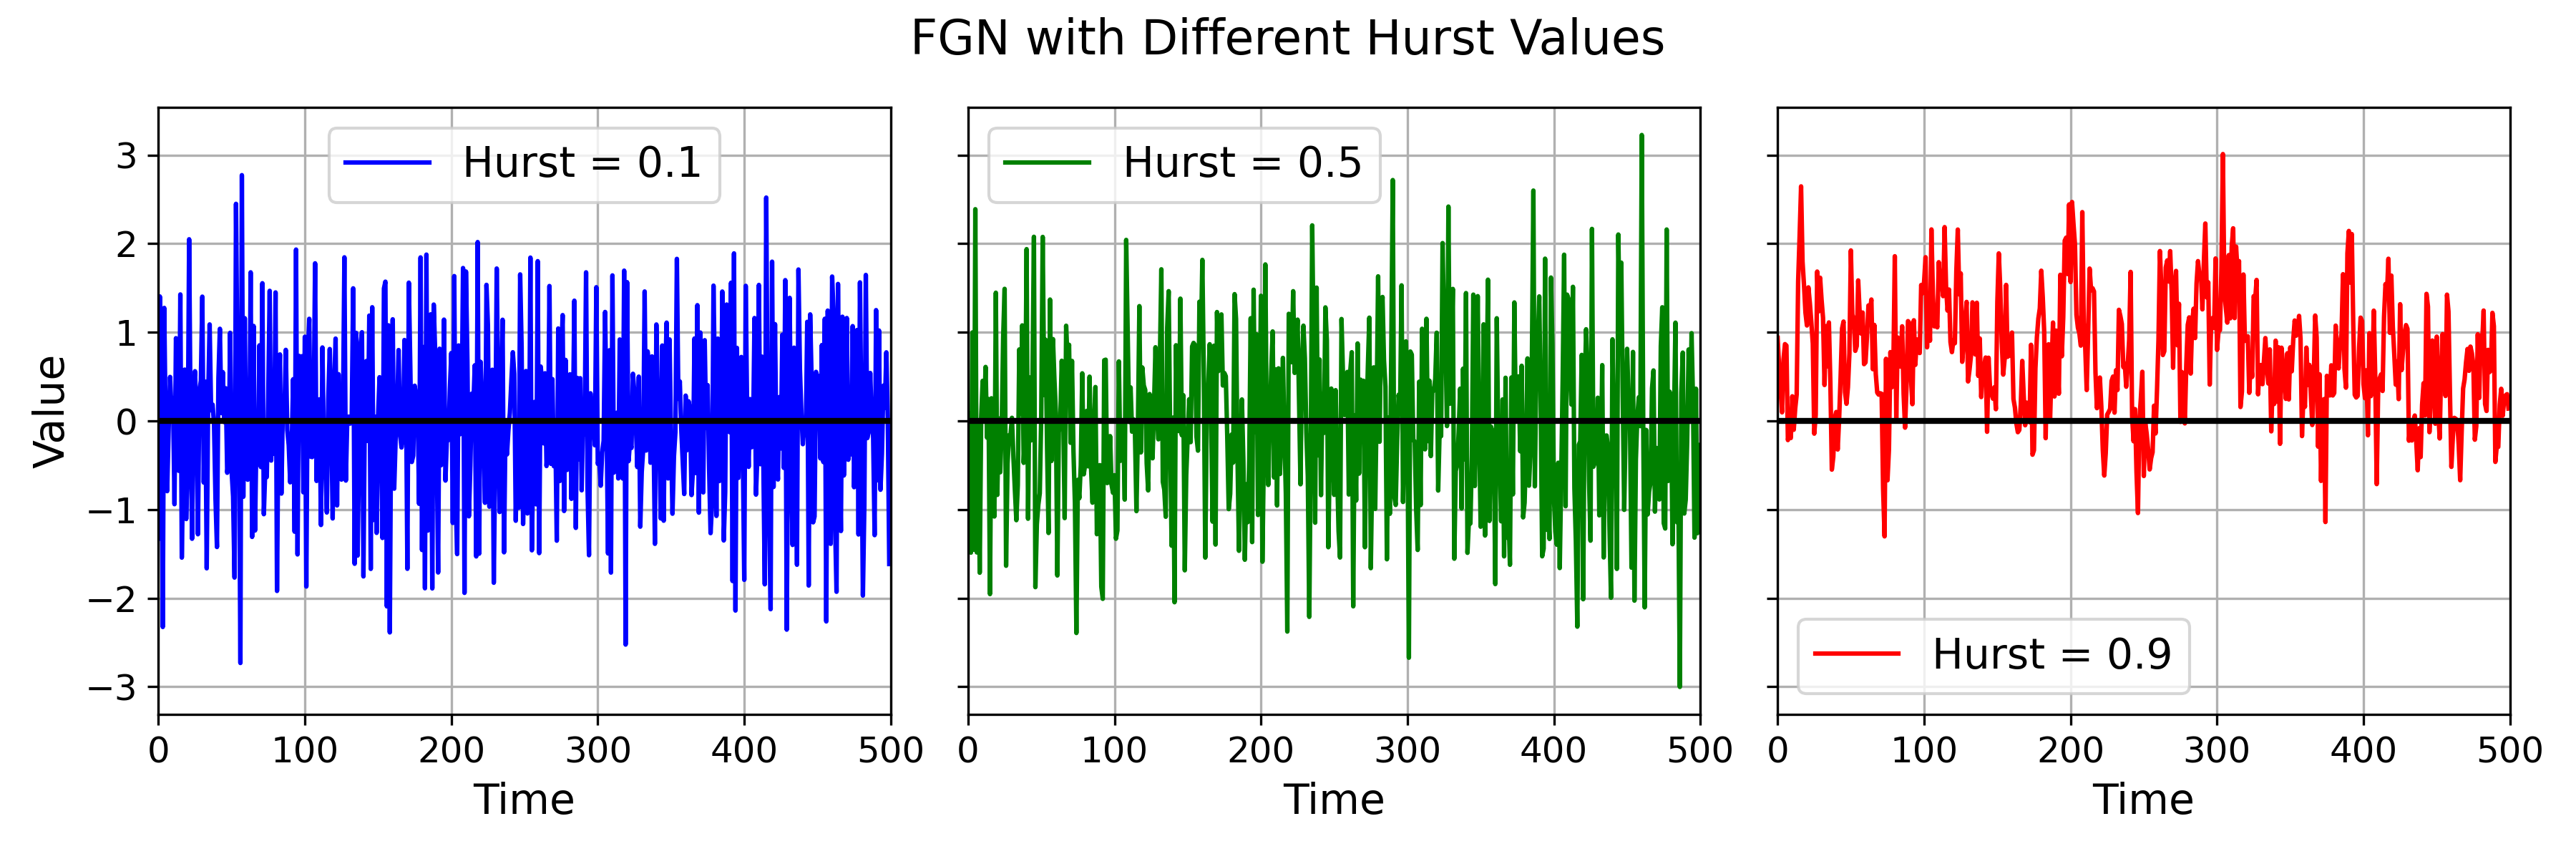 FGN with Different Hurst Values
Value
3
2
1
0
−1
−2
−3
Hurst = 0.1
0 100 200 300 400 500
Time
Hurst = 0.5
0 100 200 300 400 500
Time
Hurst = 0.9
0 100 200 300 400 500
Time